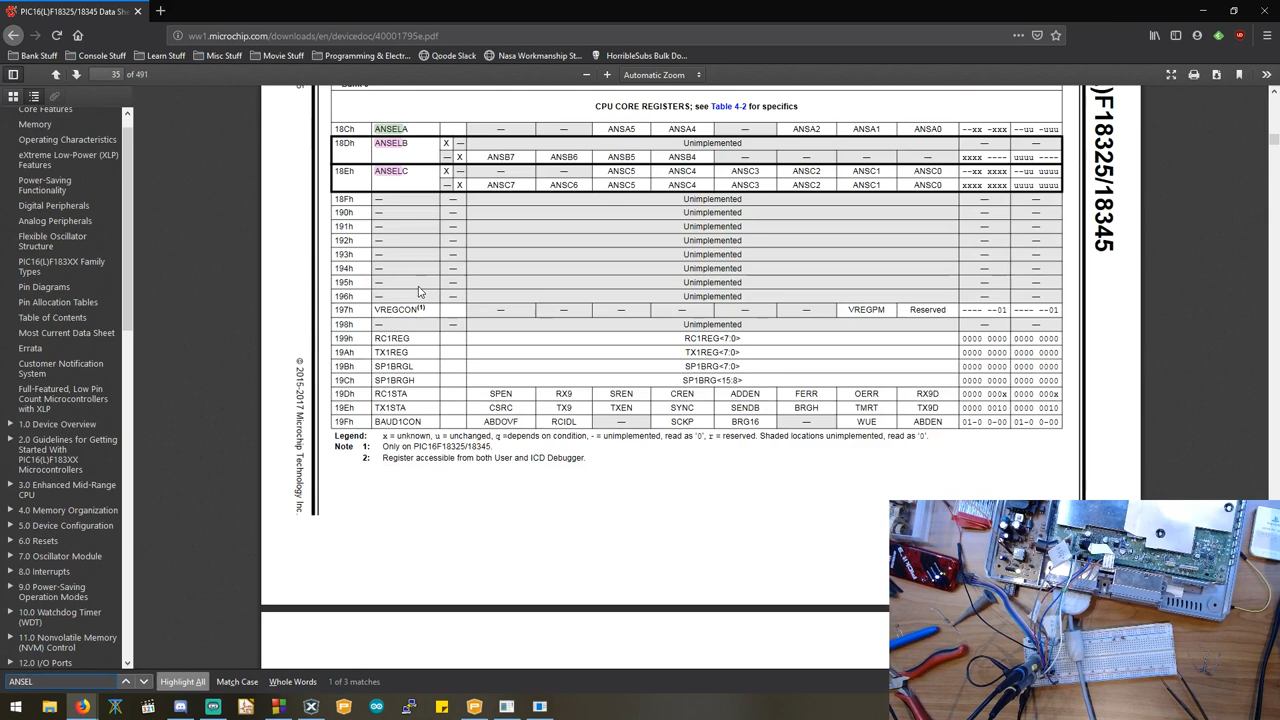 PIC16(L)F18325/18345 Data She
ww1.microchip.com/downloads/en/devicedoc/40001795e.pdf
Bank Stuff Console Stuff Learn Stuff Misc Stuff Movie Stuff Programming & Electr... Qoode Sleck Nasa Workmanship St... HorribleSubs Bulk Do...
35 of 491 Automatic Zoom
Core Features
Memory
Operating Characteristics
eXtreme Low-Power (XLP)
Features
Power-Saving
Functionality
Digital Peripherals
Analog Peripherals
Flexible Oscillator
Structure
PIC16(L)F183XX Family
Types
Pin Diagrams
Pin Allocation Tables
Table of Contents
Most Current Data Sheet
Errata
Customer Notification
System
Full-Featured, Low Pin
Count Microcontrollers
with XLP
1.0 Device Overview
2.0 Guidelines for Getting
Started With
PIC16(L)F183XX
Microcontrollers
3.0 Enhanced Mid-Range
CPU
4.0 Memory Organization
5.0 Device Configuration
6.0 Resets
7.0 Oscillator Module
8.0 Interrupts
9.0 Power-Saving
Operation Modes
10.0 Watchdog Timer
(WDT)
11.0 Nonvolatile Memory
(NVM) Control
12.0 I/O Ports
CPU CORE REGISTERS; see Table 4-2 for specifics
18Ch ANSELA — — ANSA5 ANSA4 — ANSA2 ANSA1 ANSA0 --xx -xxx --uu -uuu
18Dh ANSELB X — Unimplemented — —
— X ANSB7 ANSB6 ANSB5 ANSB4 — — — — xxxx ---- uuuu ----
18Eh ANSELC X — — — ANSC5 ANSC4 ANSC3 ANSC2 ANSC1 ANSC0 --xx xxxx --uu uuuu
— X ANSC7 ANSC6 ANSC5 ANSC4 ANSC3 ANSC2 ANSC1 ANSC0 xxxx xxxx uuuu uuuu
18Fh — — Unimplemented — —
190h — — Unimplemented — —
191h — — Unimplemented — —
192h — — Unimplemented — —
193h — — Unimplemented — —
194h — — Unimplemented — —
195h — — Unimplemented — —
196h — — Unimplemented — —
197h VREGCON(1) — — — — — — VREGPM Reserved ---- --01 ---- --01
198h — — Unimplemented — —
199h RC1REG RC1REG<7:0> 0000 0000 0000 0000
19Ah TX1REG TX1REG<7:0> 0000 0000 0000 0000
19Bh SP1BRGL SP1BRG<7:0> 0000 0000 0000 0000
19Ch SP1BRGH SP1BRG<15:8> 0000 0000 0000 0000
19Dh RC1STA SPEN RX9 SREN CREN ADDEN FERR OERR RX9D 0000 000x 0000 000x
19Eh TX1STA CSRC TX9 TXEN SYNC SENDB BRGH TMRT TX9D 0000 0010 0000 0010
19Fh BAUD1CON ABDOVF RCIDL — SCKP BRG16 — WUE ABDEN 01-0 0-00 01-0 0-00
Legend: x = unknown, u = unchanged, q =depends on condition, - = unimplemented, read as '0', r = reserved. Shaded locations unimplemented, read as '0'.
Note 1: Only on PIC16F18325/18345.
2: Register accessible from both User and ICD Debugger.
)F18325/18345
© 2015-2017 Microchip Technology Inc.
ANSEL Highlight All Match Case Whole Words 1 of 3 matches